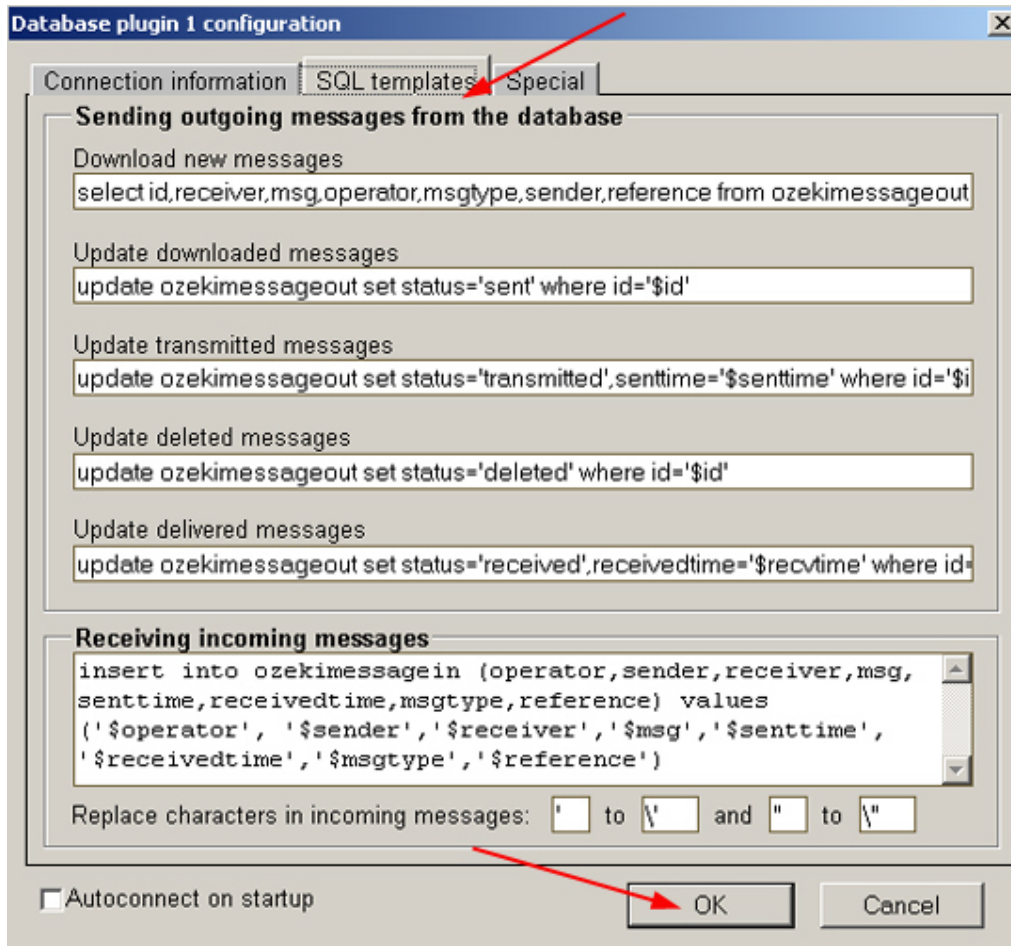 Database plugin 1 configuration
Connection information SQL templates Special
Sending outgoing messages from the database
Download new messages
select id,receiver,msg,operator,msgtype,sender,reference from ozekimessageout
Update downloaded messages
update ozekimessageout set status='sent' where id='$id'
Update transmitted messages
update ozekimessageout set status='transmitted',senttime='$senttime' where id='$i
Update deleted messages
update ozekimessageout set status='deleted' where id='$id'
Update delivered messages
update ozekimessageout set status='received',receivedtime='$recvtime' where id=
Receiving incoming messages
insert into ozekimessagein (operator,sender,receiver,msg,
senttime,receivedtime,msgtype,reference) values
('$operator', '$sender','$receiver','$msg','$senttime',
'$receivedtime','$msgtype','$reference')
Replace characters in incoming messages: ' to \' and " to \"
Autoconnect on startup OK Cancel